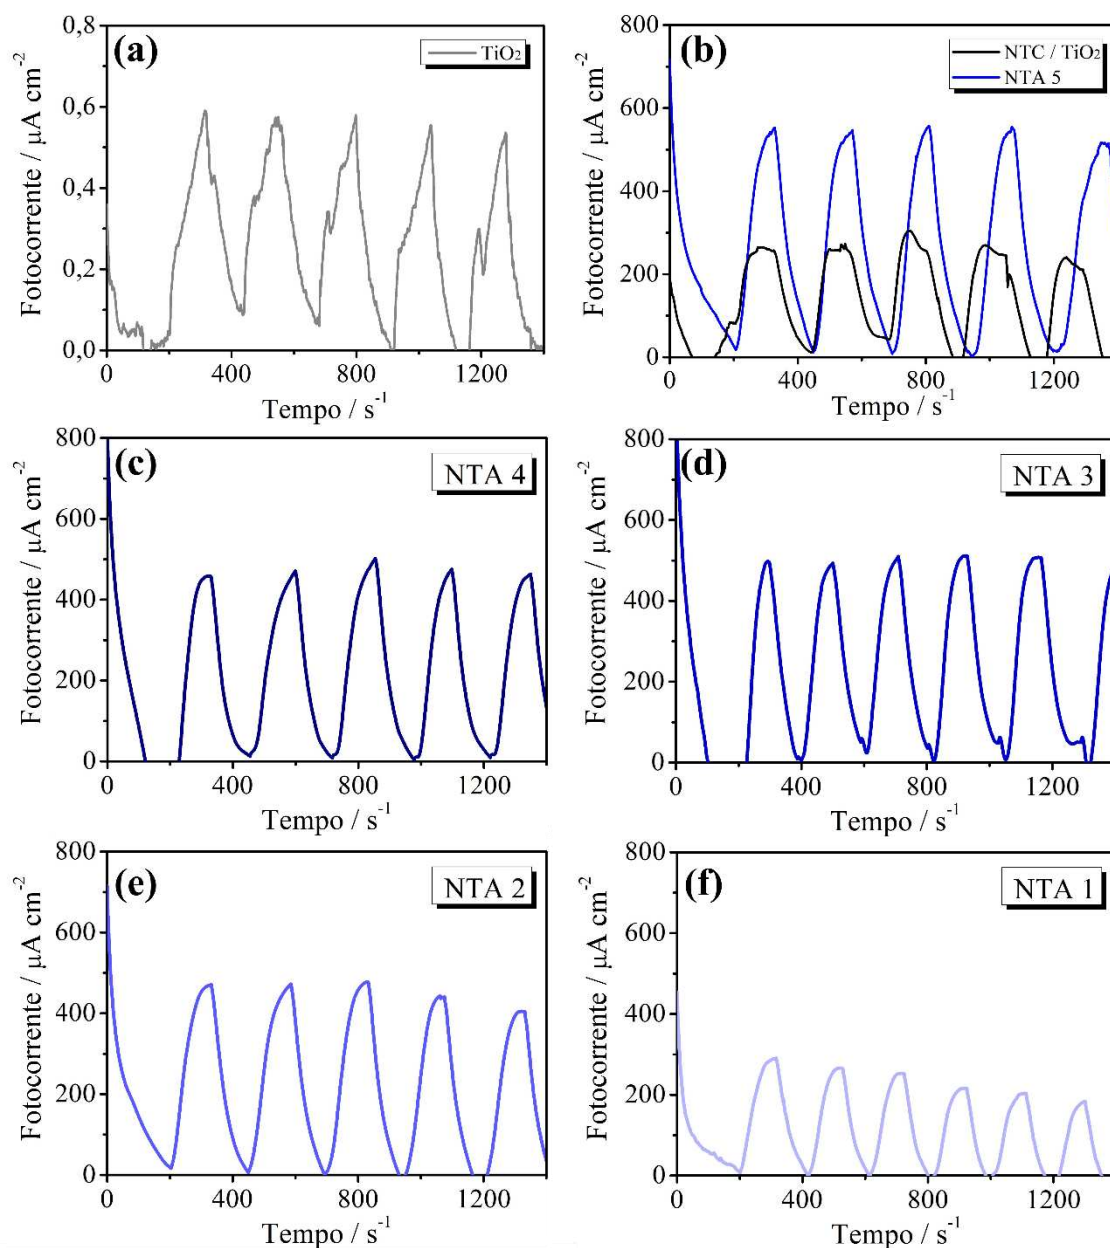 (a)
TiO₂
Fotocorrente / μA cm⁻²
0,8
0,6
0,4
0,2
0,0
0 400 800 1200
Tempo / s⁻¹
(b)
NTC / TiO₂
NTA 5
Fotocorrente / μA cm⁻²
800
600
400
200
0
0 400 800 1200
Tempo / s⁻¹
(c)
NTA 4
Fotocorrente / μA cm⁻²
800
600
400
200
0
0 400 800 1200
Tempo / s⁻¹
(d)
NTA 3
Fotocorrente / μA cm⁻²
800
600
400
200
0
0 400 800 1200
Tempo / s⁻¹
(e)
NTA 2
Fotocorrente / μA cm⁻²
800
600
400
200
0
0 400 800 1200
Tempo / s⁻¹
(f)
NTA 1
Fotocorrente / μA cm⁻²
800
600
400
200
0
0 400 800 1200
Tempo / s⁻¹